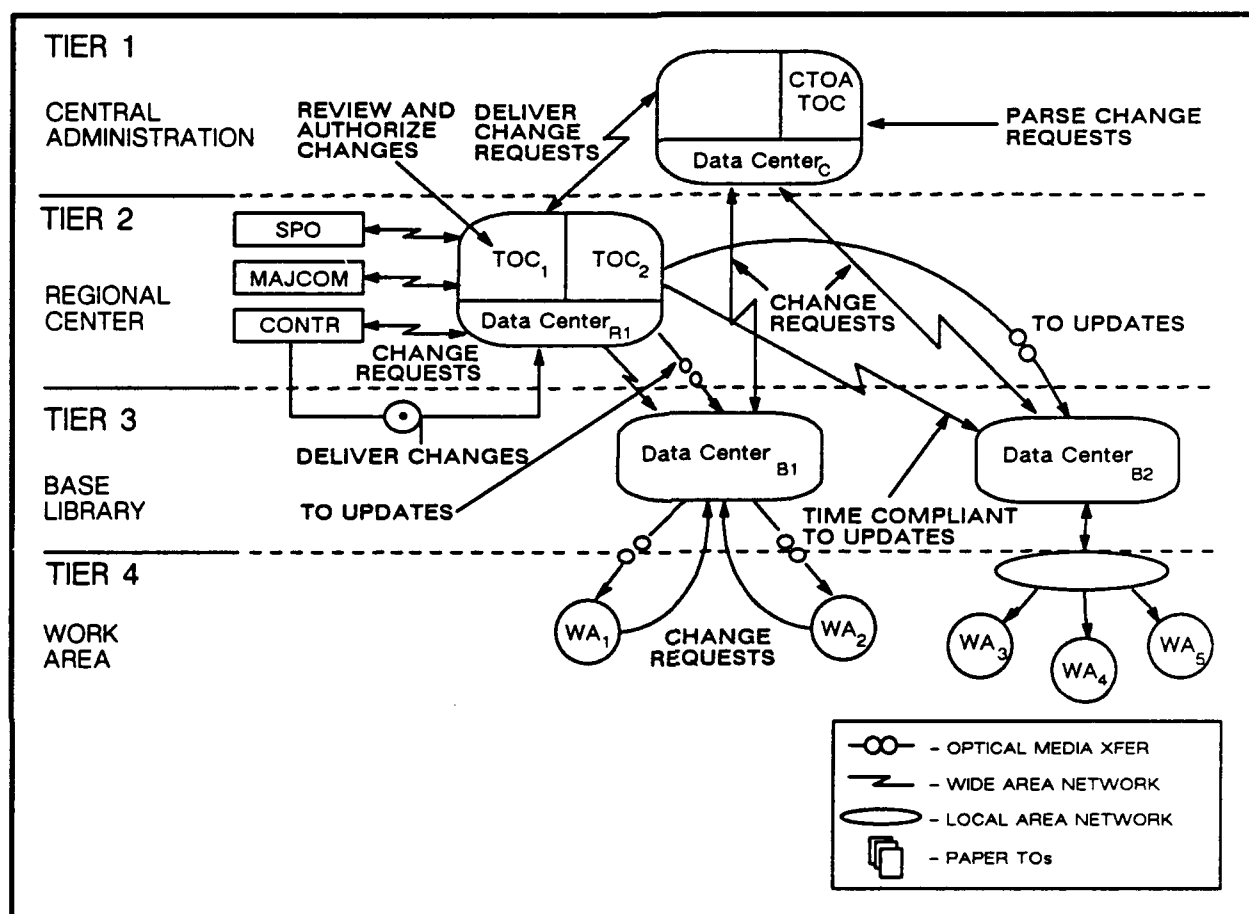 TIER 1
CENTRAL
ADMINISTRATION
REVIEW AND
AUTHORIZE
CHANGES
DELIVER
CHANGE
REQUESTS
CTOA
TOC
Data Center C
PARSE CHANGE
REQUESTS
TIER 2
REGIONAL
CENTER
SPO
MAJCOM
CONTR
CHANGE
REQUESTS
TOC1
TOC2
Data Center R1
CHANGE
REQUESTS
TO UPDATES
TIER 3
BASE
LIBRARY
DELIVER CHANGES
TO UPDATES
Data Center B1
Data Center B2
TIME COMPLIANT
TO UPDATES
TIER 4
WORK
AREA
WA1
CHANGE
REQUESTS
WA2
WA3
WA4
WA5
- OPTICAL MEDIA XFER
- WIDE AREA NETWORK
- LOCAL AREA NETWORK
- PAPER TOs